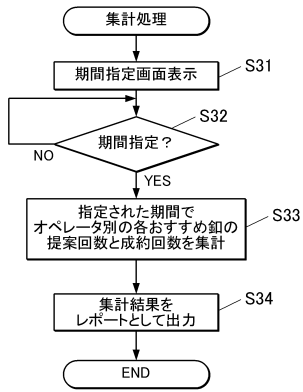 集計処理
期間指定画面表示
S31
期間指定？
S32
NO
YES
指定された期間で
オペレータ別の各おすすめ釦の
提案回数と成約回数を集計
S33
集計結果を
レポートとして出力
S34
END